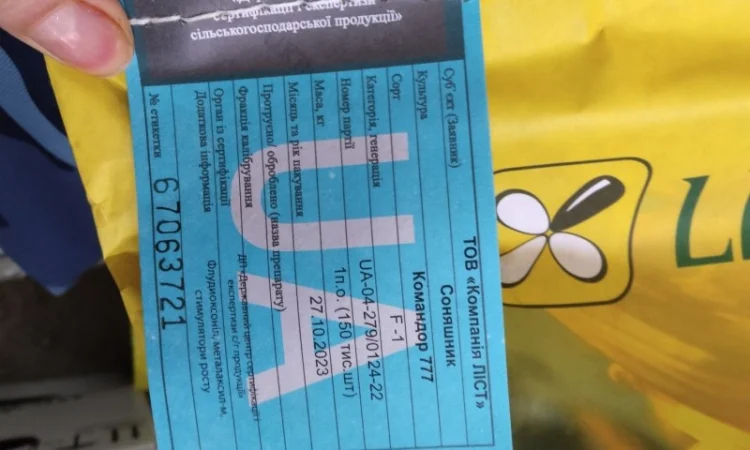 сертифікації і експертизи
сільськогосподарської продукції»
Суб'єкт (Заявник) ТОВ «Компанія ЛІСТ»
Культура Соняшник
Сорт Командор 777
Категорія, генерація F -1
Номер партії UA-04-279/0124-22
Маса, кг 1п.о. (150 тис.шт)
Місяць та рік пакування 27.10.2023
Протруєно/ оброблено (назва препарату)
Фракція калібрування
Орган із сертифікації ДП «Державний центр сертифікації і
експертизи с/г продукції»
Додаткова інформація Флудиоксоніл, металаксил-м,
стимулятори росту
№ етикетки 67063721
UA